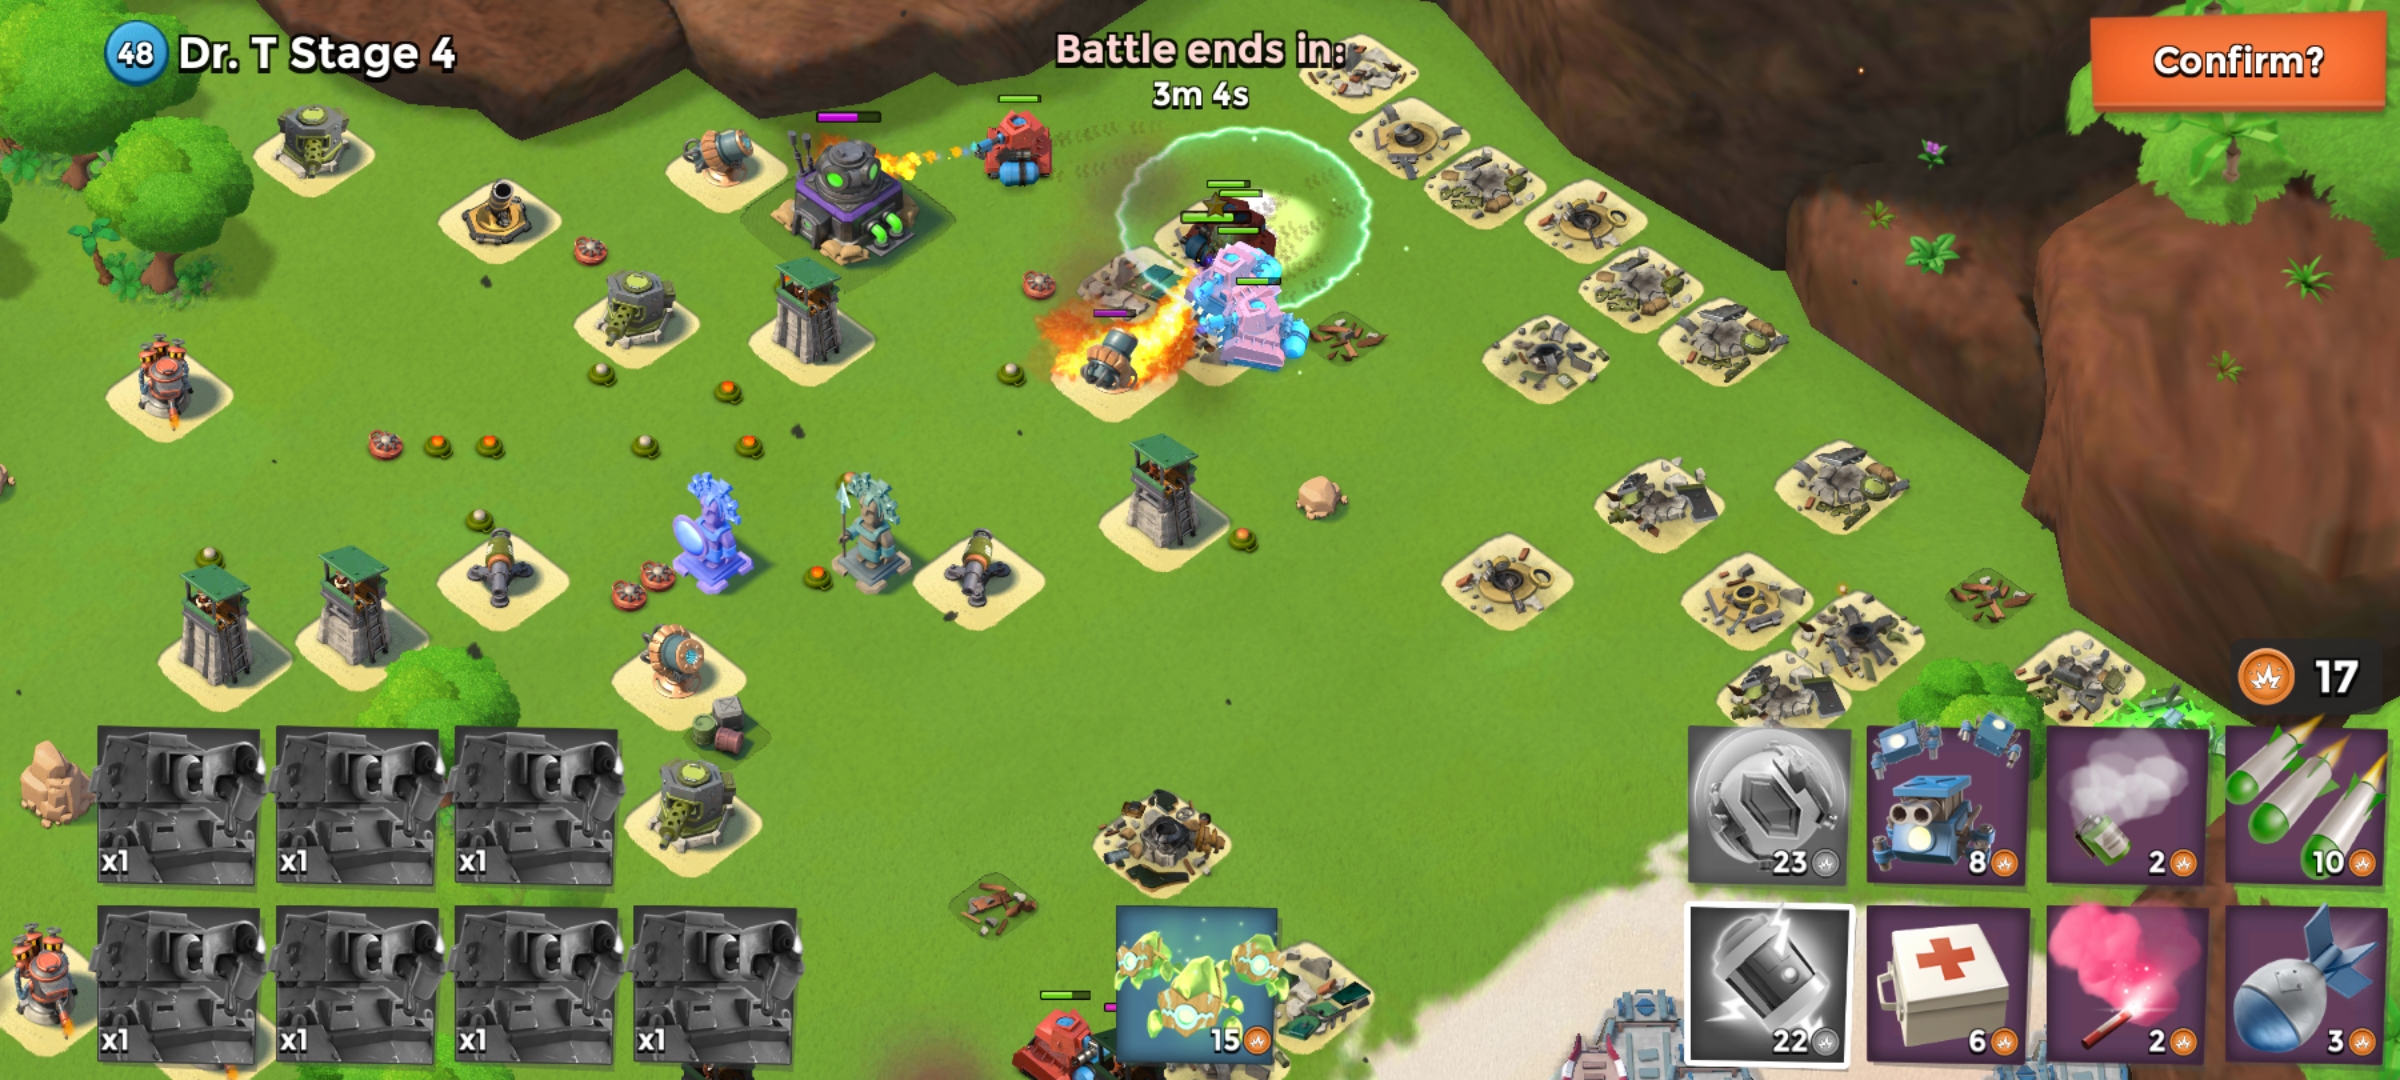 48 Dr. T Stage 4
Battle ends in:
3m 4s
Confirm?
17
x1
x1
x1
23
8
2
10
x1
x1
x1
x1
15
22
6
2
3